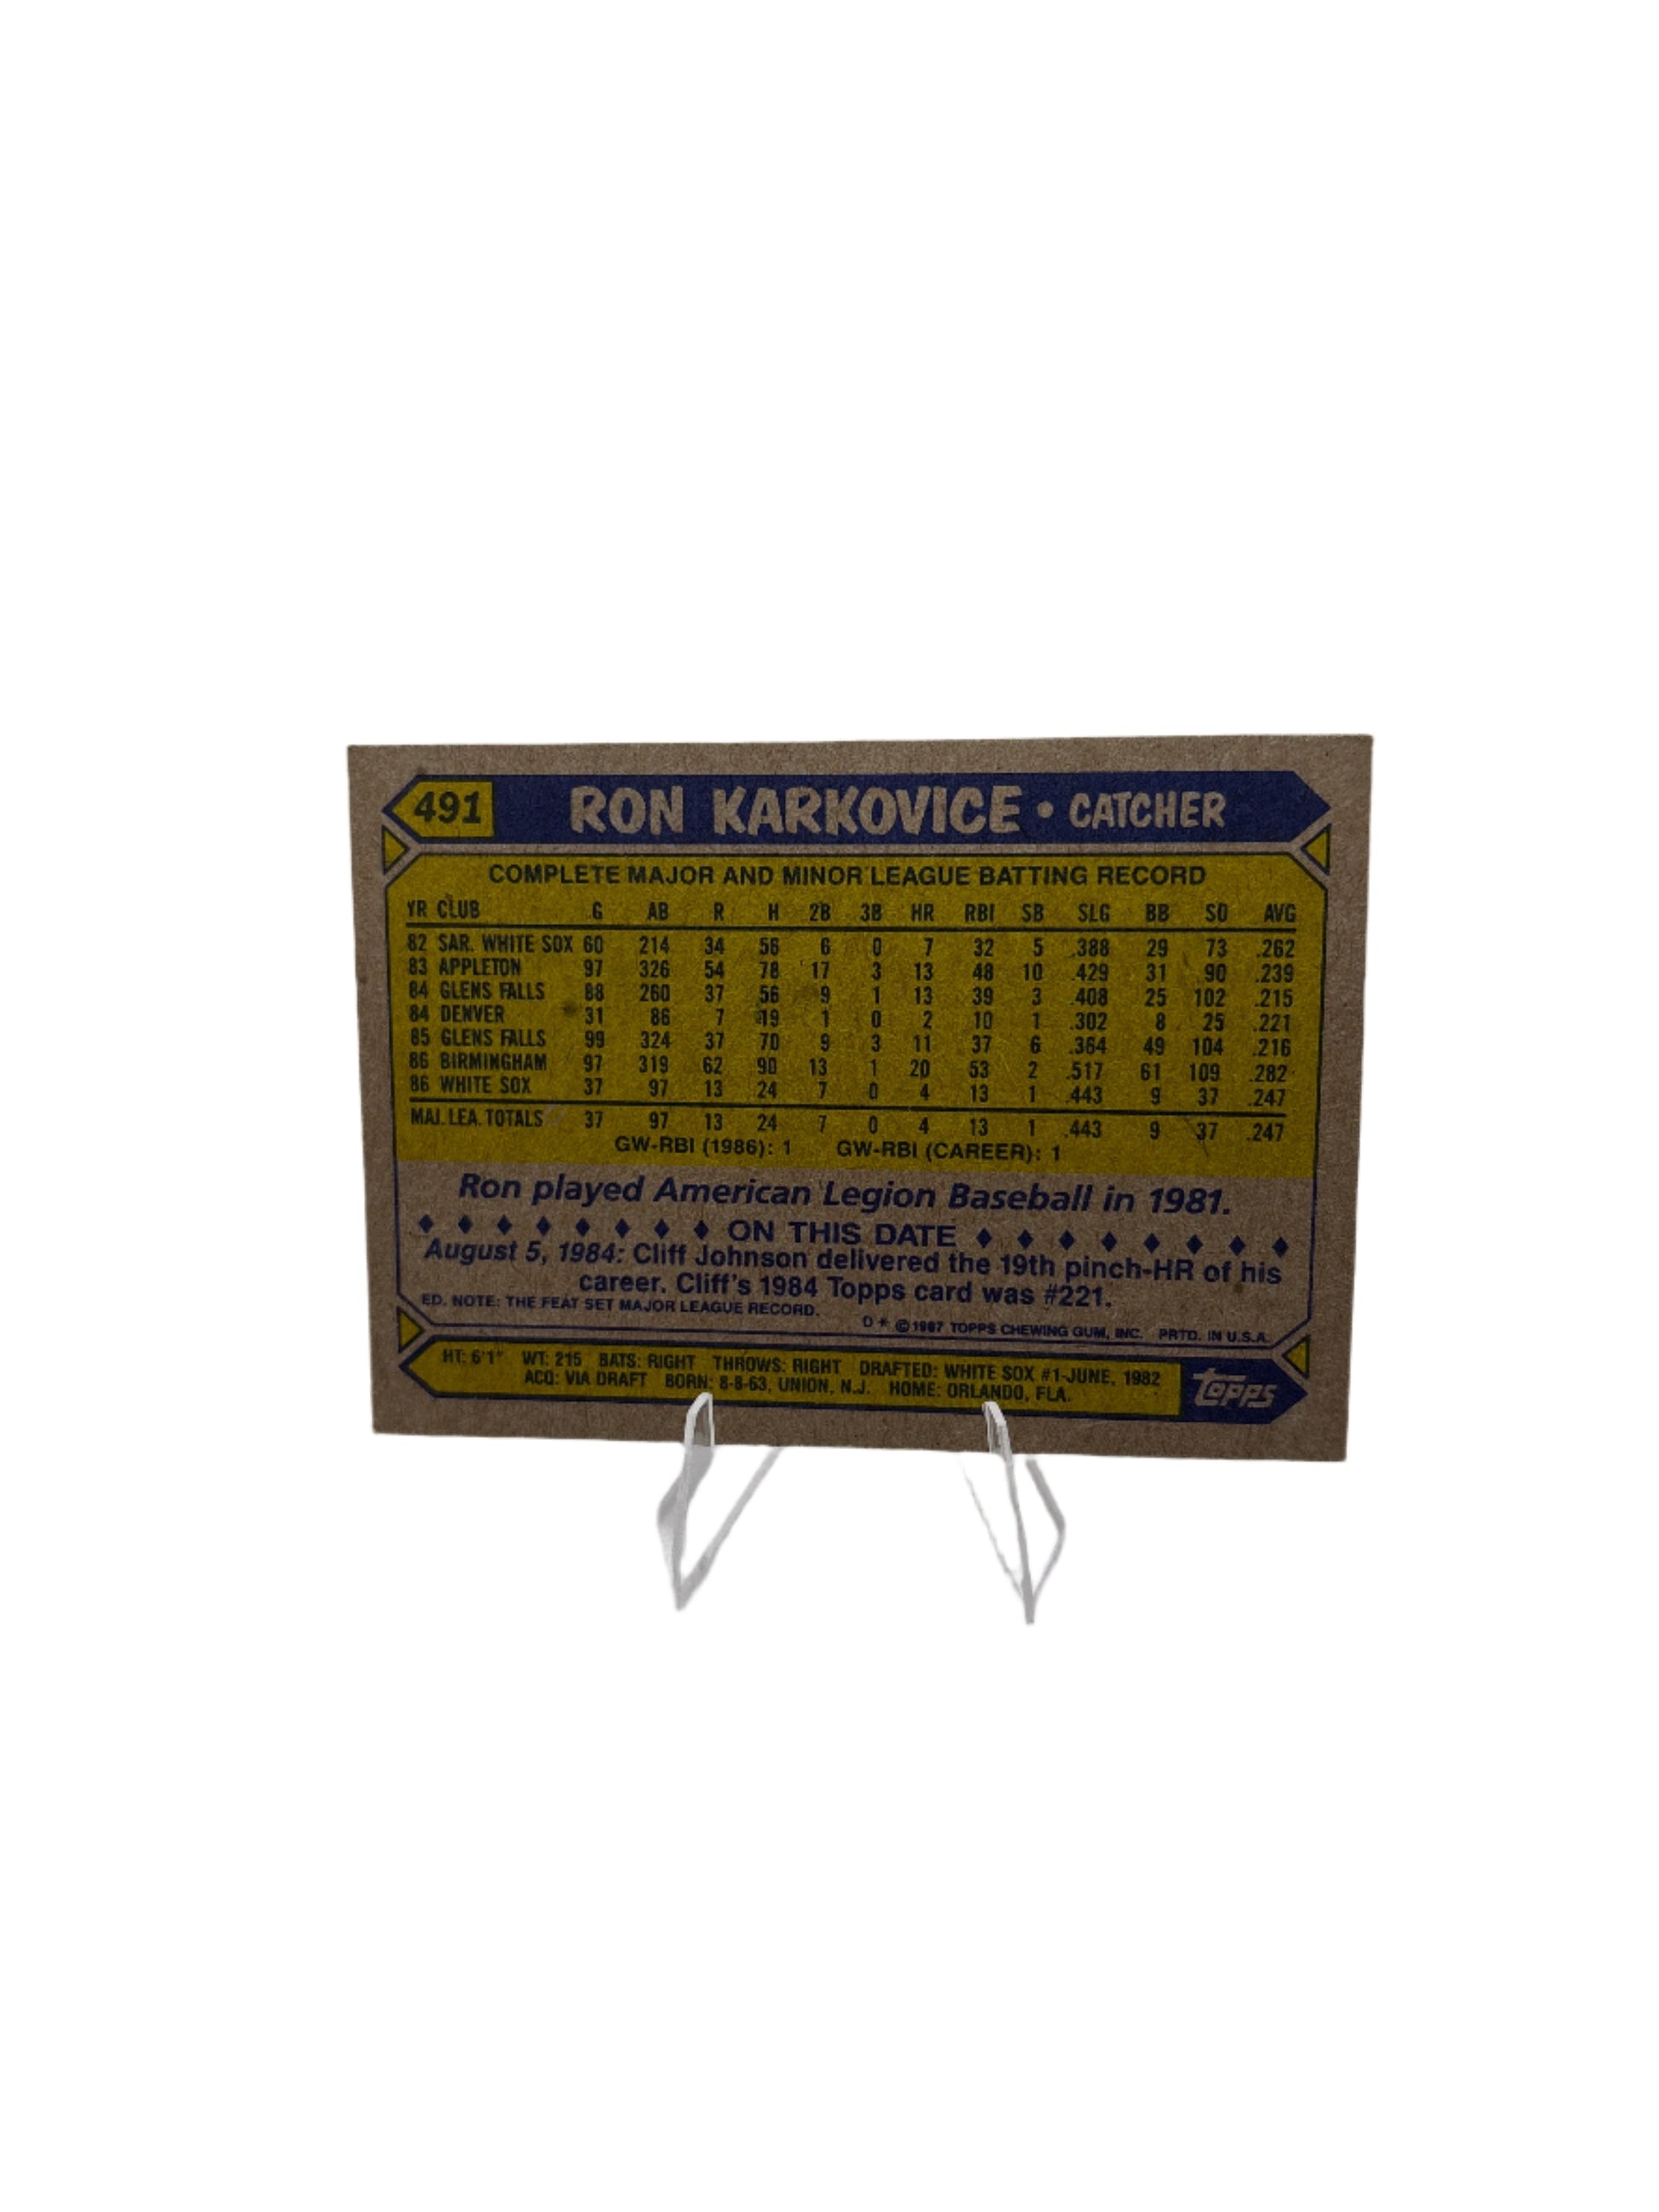 491 RON KARKOVICE • CATCHER
COMPLETE MAJOR AND MINOR LEAGUE BATTING RECORD
YR CLUB G AB R H 2B 3B HR RBI SB SLG BB SO AVG
82 SAR. WHITE SOX 60 214 34 56 6 0 7 32 5 .388 29 73 .262
83 APPLETON 97 326 54 78 17 3 13 48 10 .429 31 90 .239
84 GLENS FALLS 88 260 37 56 9 1 13 39 3 .408 25 102 .215
84 DENVER 31 86 7 19 1 0 2 10 1 .302 8 25 .221
85 GLENS FALLS 99 324 37 70 9 3 11 37 6 .364 49 104 .216
86 BIRMINGHAM 97 319 62 90 13 1 20 53 2 .517 61 109 .282
86 WHITE SOX 37 97 13 24 7 0 4 13 1 .443 9 37 .247
MAJ. LEA. TOTALS 37 97 13 24 7 0 4 13 1 .443 9 37 .247
GW-RBI (1986): 1 GW-RBI (CAREER): 1
Ron played American Legion Baseball in 1981.
♦ ♦ ♦ ♦ ♦ ♦ ♦ ♦ ON THIS DATE ♦ ♦ ♦ ♦ ♦ ♦ ♦ ♦
August 5, 1984: Cliff Johnson delivered the 19th pinch-HR of his
career. Cliff's 1984 Topps card was #221.
ED. NOTE: THE FEAT SET MAJOR LEAGUE RECORD.
D* ©1987 TOPPS CHEWING GUM, INC. PRTD. IN U.S.A.
HT: 6'1" WT: 215 BATS: RIGHT THROWS: RIGHT DRAFTED: WHITE SOX #1-JUNE, 1982
ACQ: VIA DRAFT BORN: 8-8-63, UNION, N.J. HOME: ORLANDO, FLA.
topps